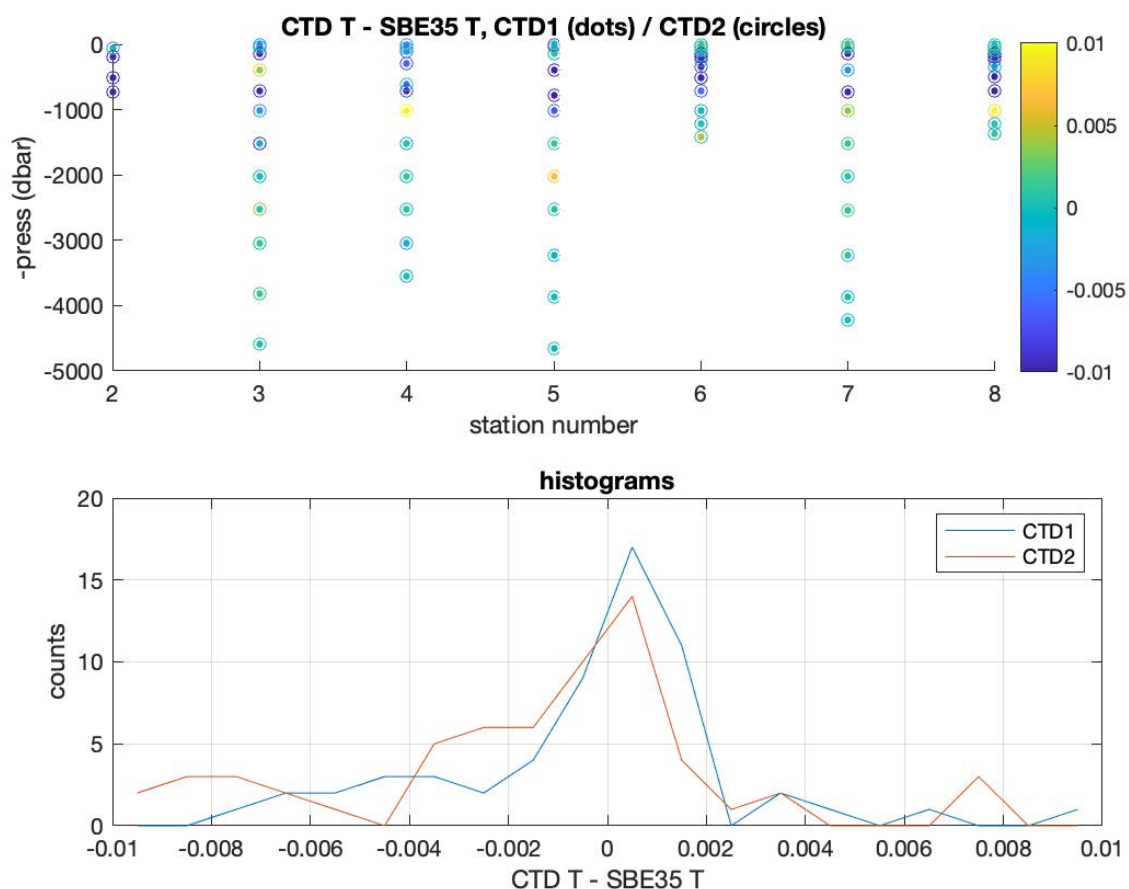 CTD T - SBE35 T, CTD1 (dots) / CTD2 (circles)
0
-1000
-2000
-3000
-4000
-5000
-press (dbar)
2 3 4 5 6 7 8
station number
0.01
0.005
0
-0.005
-0.01
histograms
20
15
10
5
0
counts
CTD1
CTD2
-0.01 -0.008 -0.006 -0.004 -0.002 0 0.002 0.004 0.006 0.008 0.01
CTD T - SBE35 T